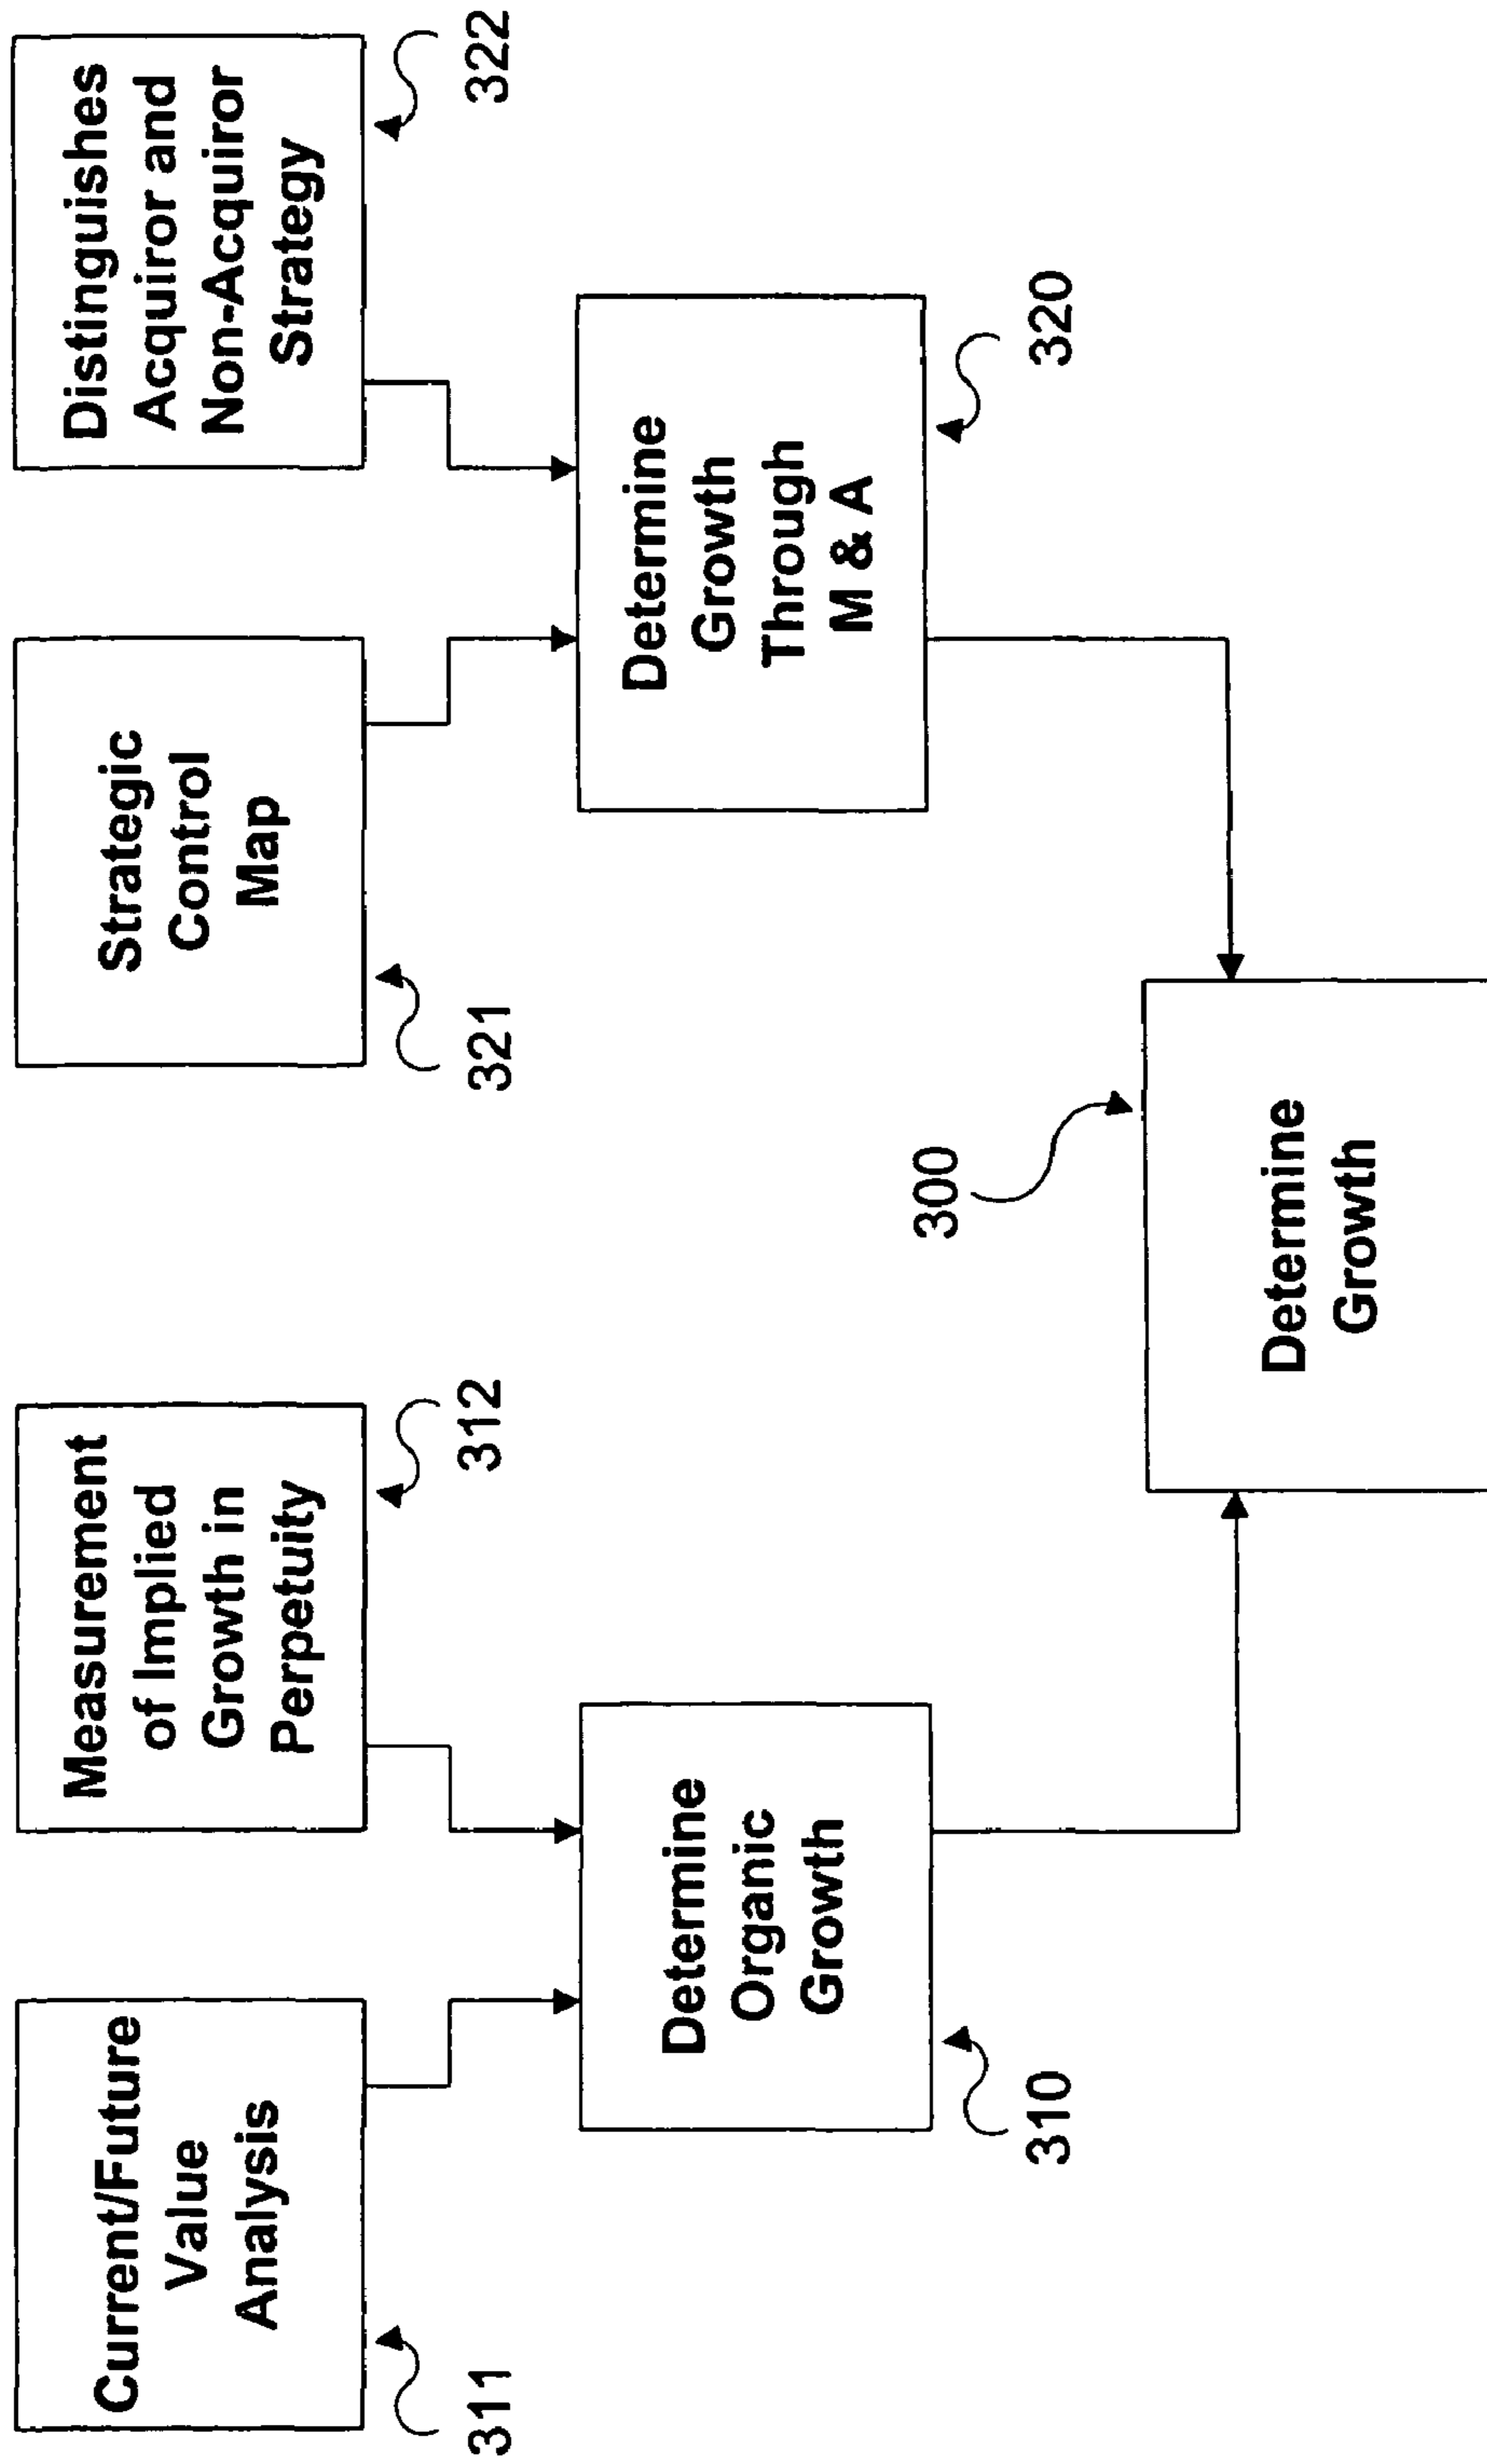 Current/Future
Value
Analysis
311
Measurement
of Implied
Growth in
Perpetuity
312
Strategic
Control
Map
321
Distinguishes
Acquiror and
Non-Acquiror
Strategy
322
Determine
Organic
Growth
310
Determine
Growth
Through
M & A
320
300
Determine
Growth